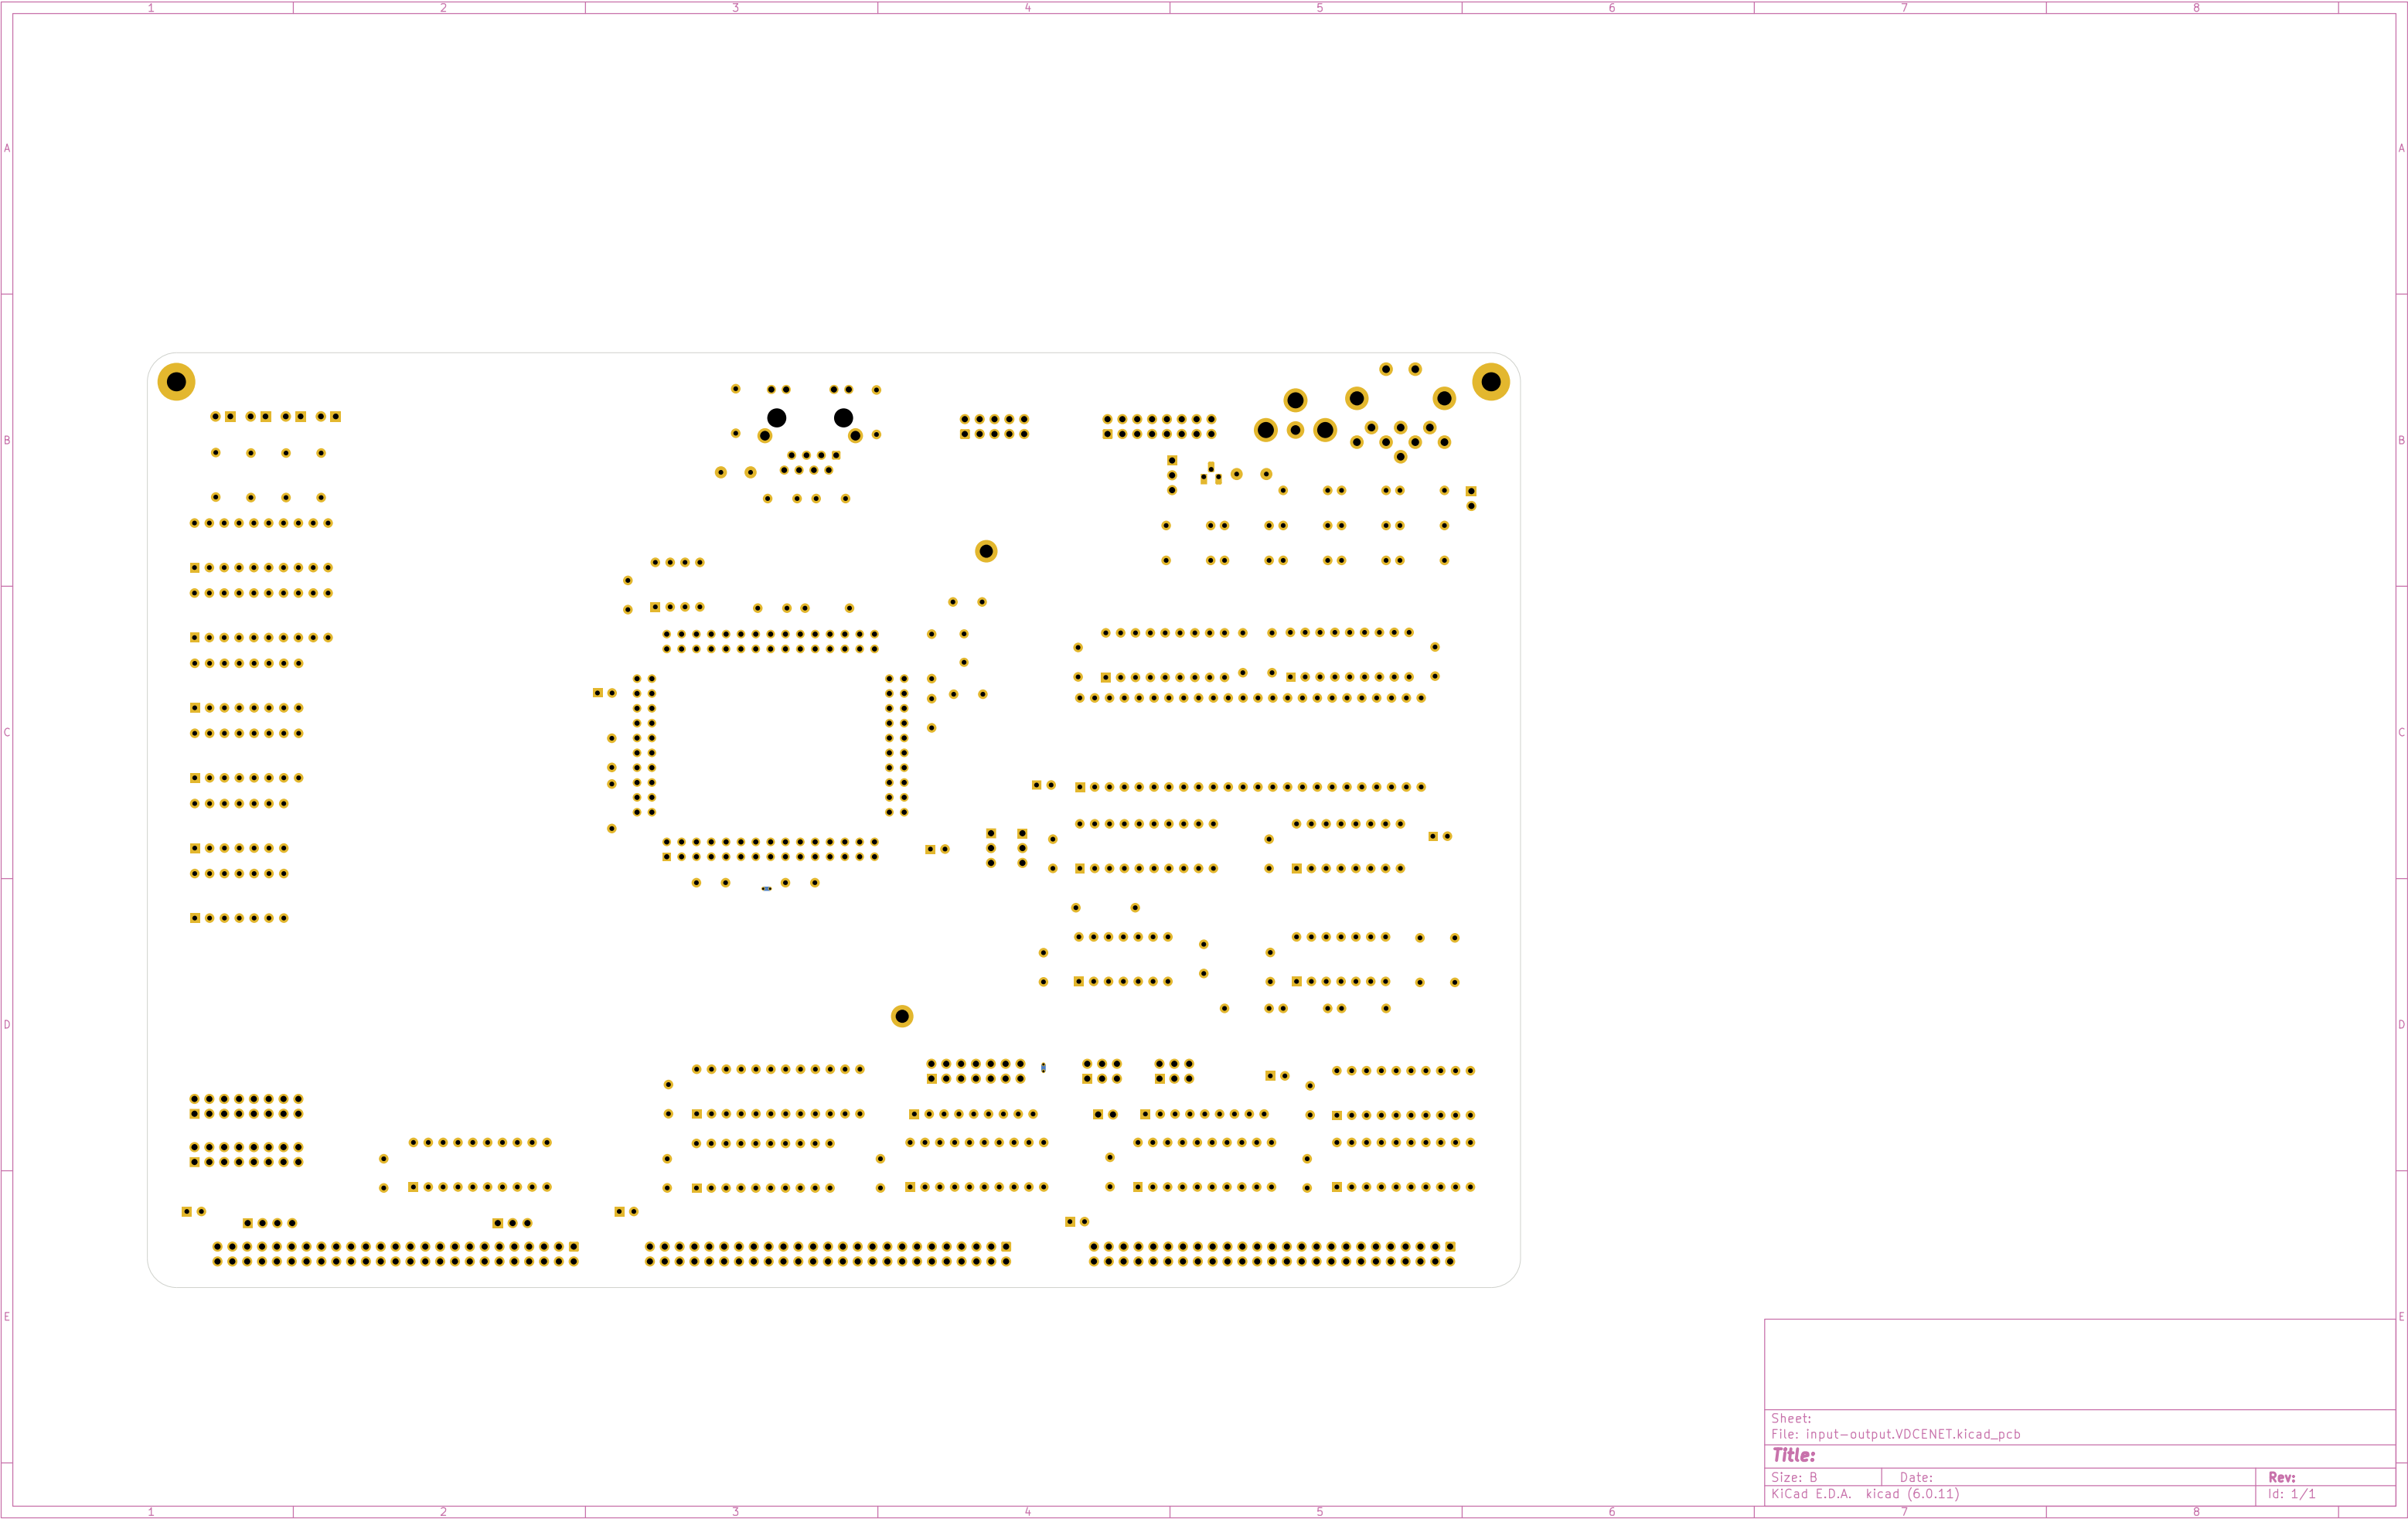 1 2 3 4 5 6 7 8
A A
B B
C C
D D
E E
Sheet:
File: input-output.VDCENET.kicad_pcb
Title:
Size: B Date: Rev:
KiCad E.D.A. kicad (6.0.11) Id: 1/1
1 2 3 4 5 6 7 8